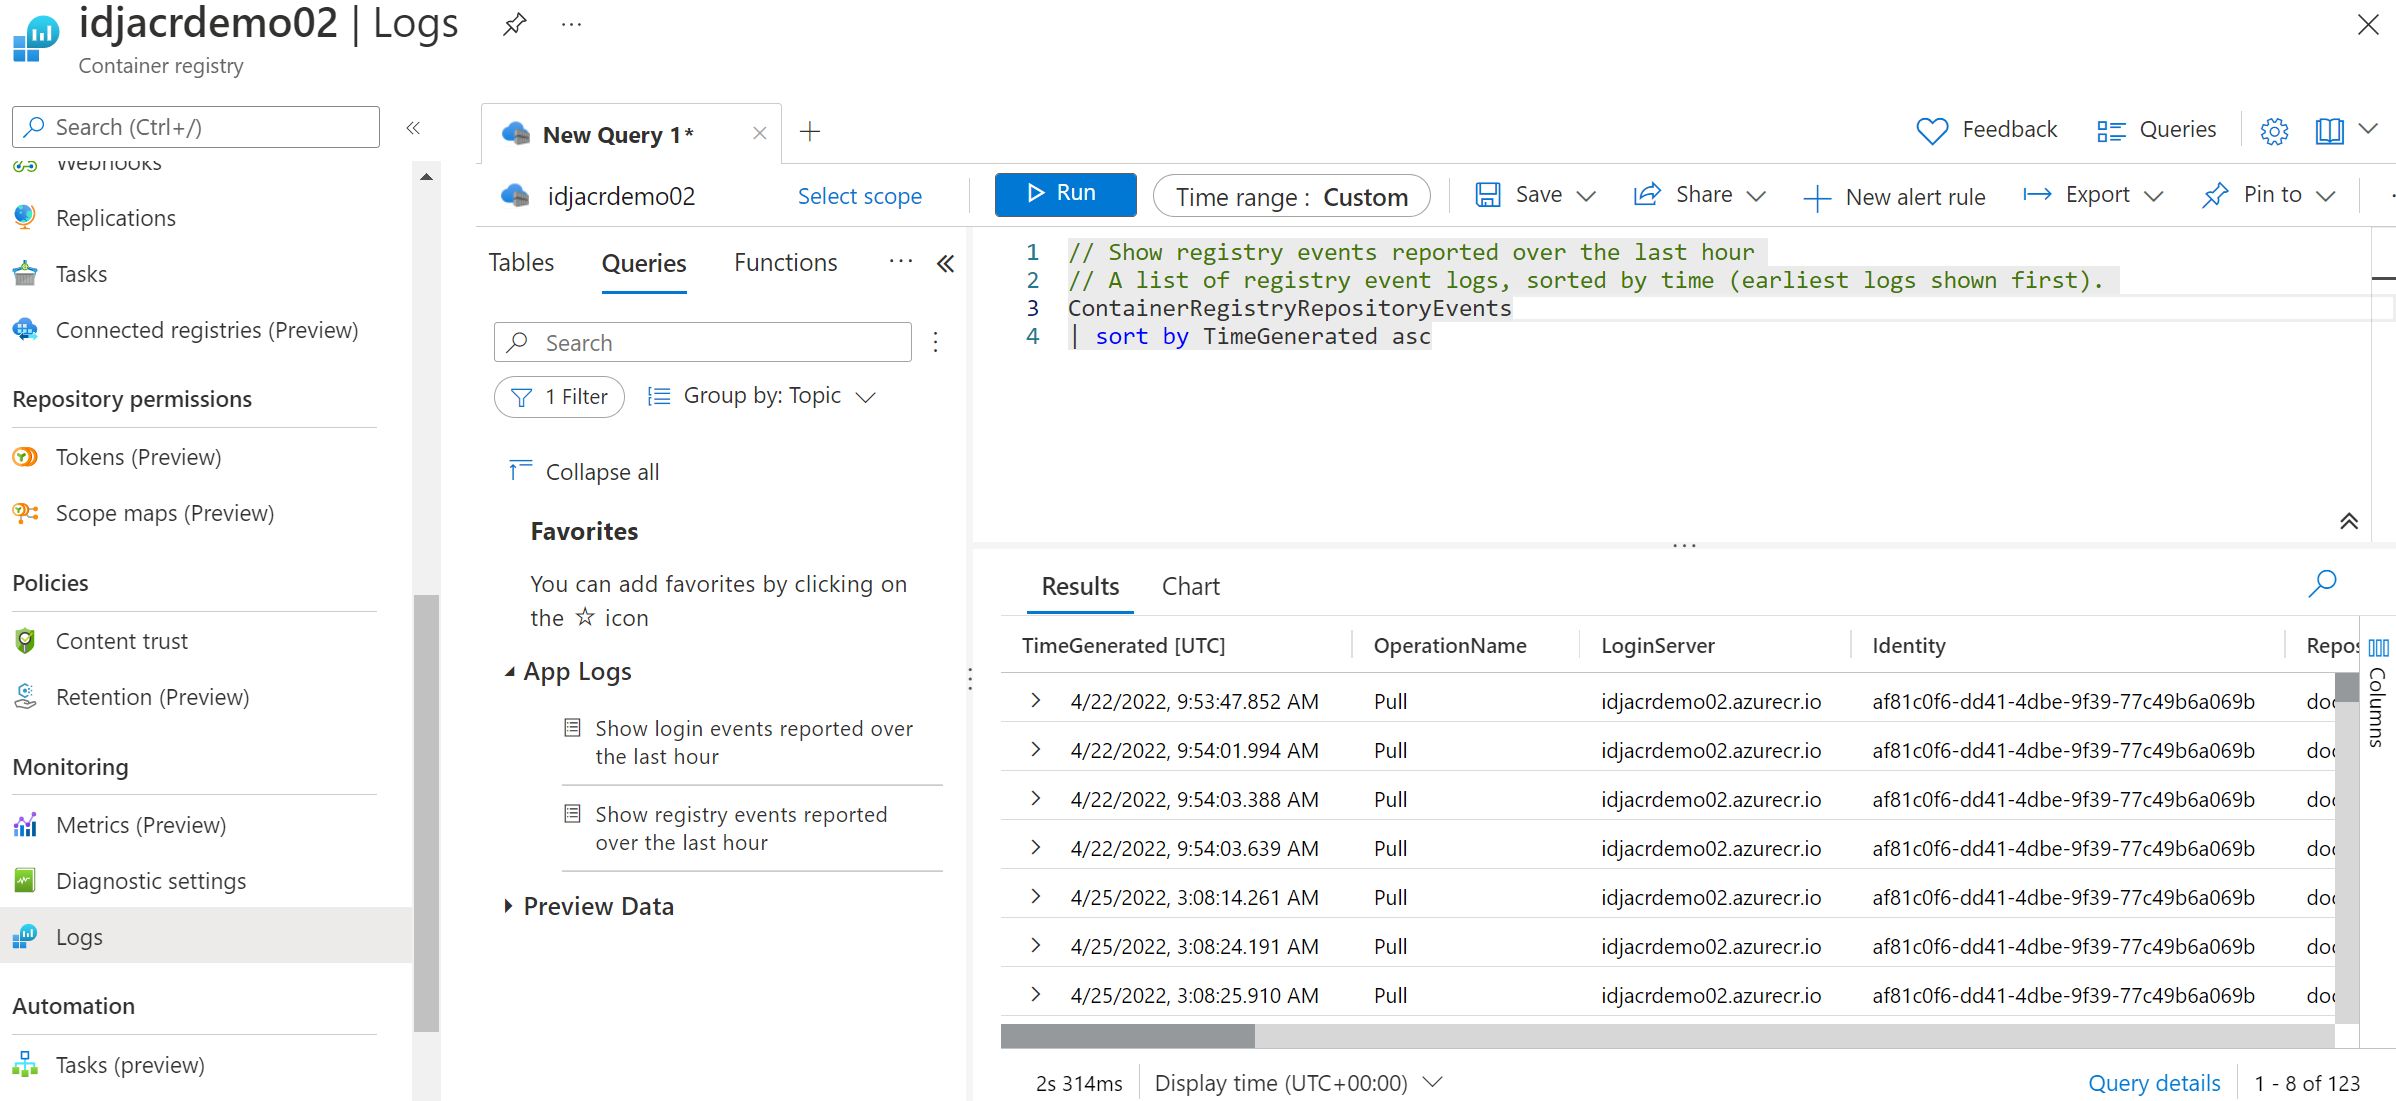 idjacrdemo02 | Logs
Container registry
Search (Ctrl+/)
Webhooks
Replications
Tasks
Connected registries (Preview)
Repository permissions
Tokens (Preview)
Scope maps (Preview)
Policies
Content trust
Retention (Preview)
Monitoring
Metrics (Preview)
Diagnostic settings
Logs
Automation
Tasks (preview)
New Query 1*
Feedback
Queries
idjacrdemo02
Select scope
Run
Time range : Custom
Save
Share
New alert rule
Export
Pin to
Tables
Queries
Functions
Search
1 Filter
Group by: Topic
Collapse all
Favorites
You can add favorites by clicking on
the ☆ icon
App Logs
Show login events reported over
the last hour
Show registry events reported
over the last hour
Preview Data
1 // Show registry events reported over the last hour
2 // A list of registry event logs, sorted by time (earliest logs shown first).
3 ContainerRegistryRepositoryEvents
4 | sort by TimeGenerated asc
Results
Chart
TimeGenerated [UTC] OperationName LoginServer Identity Repos
4/22/2022, 9:53:47.852 AM Pull idjacrdemo02.azurecr.io af81c0f6-dd41-4dbe-9f39-77c49b6a069b doc
4/22/2022, 9:54:01.994 AM Pull idjacrdemo02.azurecr.io af81c0f6-dd41-4dbe-9f39-77c49b6a069b doc
4/22/2022, 9:54:03.388 AM Pull idjacrdemo02.azurecr.io af81c0f6-dd41-4dbe-9f39-77c49b6a069b doc
4/22/2022, 9:54:03.639 AM Pull idjacrdemo02.azurecr.io af81c0f6-dd41-4dbe-9f39-77c49b6a069b doc
4/25/2022, 3:08:14.261 AM Pull idjacrdemo02.azurecr.io af81c0f6-dd41-4dbe-9f39-77c49b6a069b doc
4/25/2022, 3:08:24.191 AM Pull idjacrdemo02.azurecr.io af81c0f6-dd41-4dbe-9f39-77c49b6a069b doc
4/25/2022, 3:08:25.910 AM Pull idjacrdemo02.azurecr.io af81c0f6-dd41-4dbe-9f39-77c49b6a069b doc
Columns
2s 314ms
Display time (UTC+00:00)
Query details
1 - 8 of 123